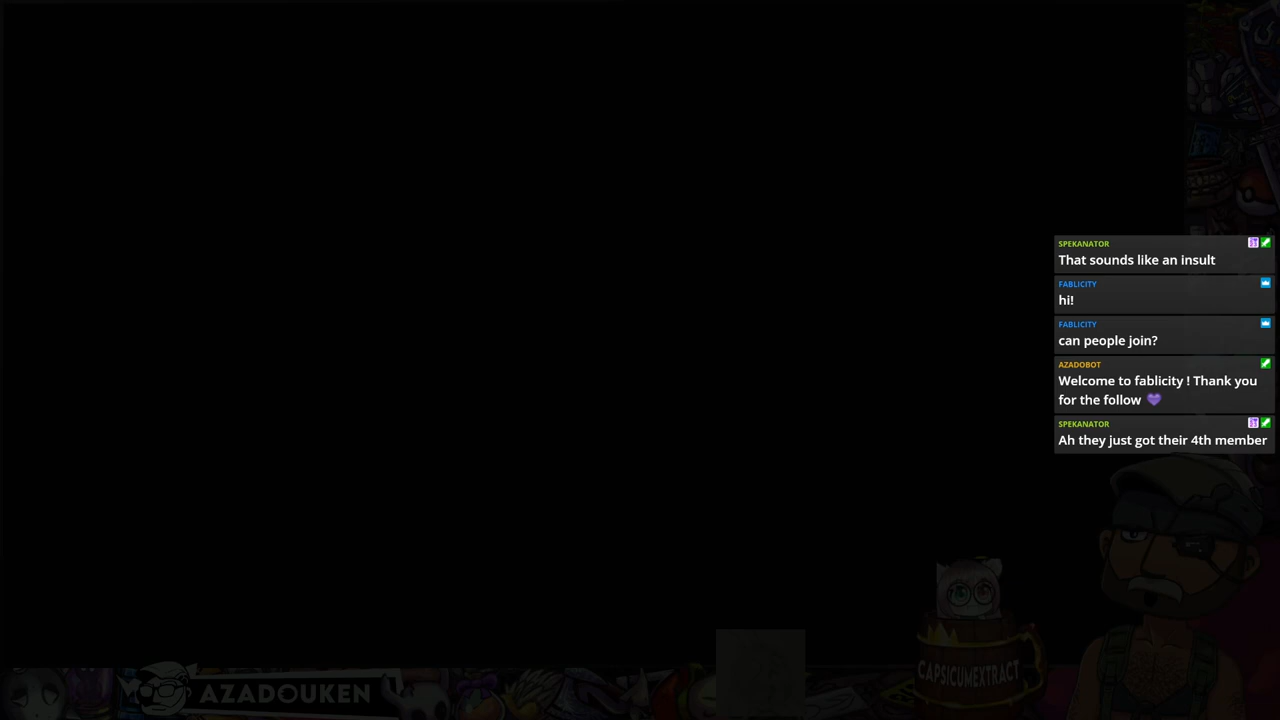 SPEKANATOR
That sounds like an insult
FABLICITY
hi!
FABLICITY
can people join?
AZADOBOT
Welcome to fablicity ! Thank you
for the follow 💜
SPEKANATOR
Ah they just got their 4th member
CAPSICUMEXTRACT
AZADOUKEN